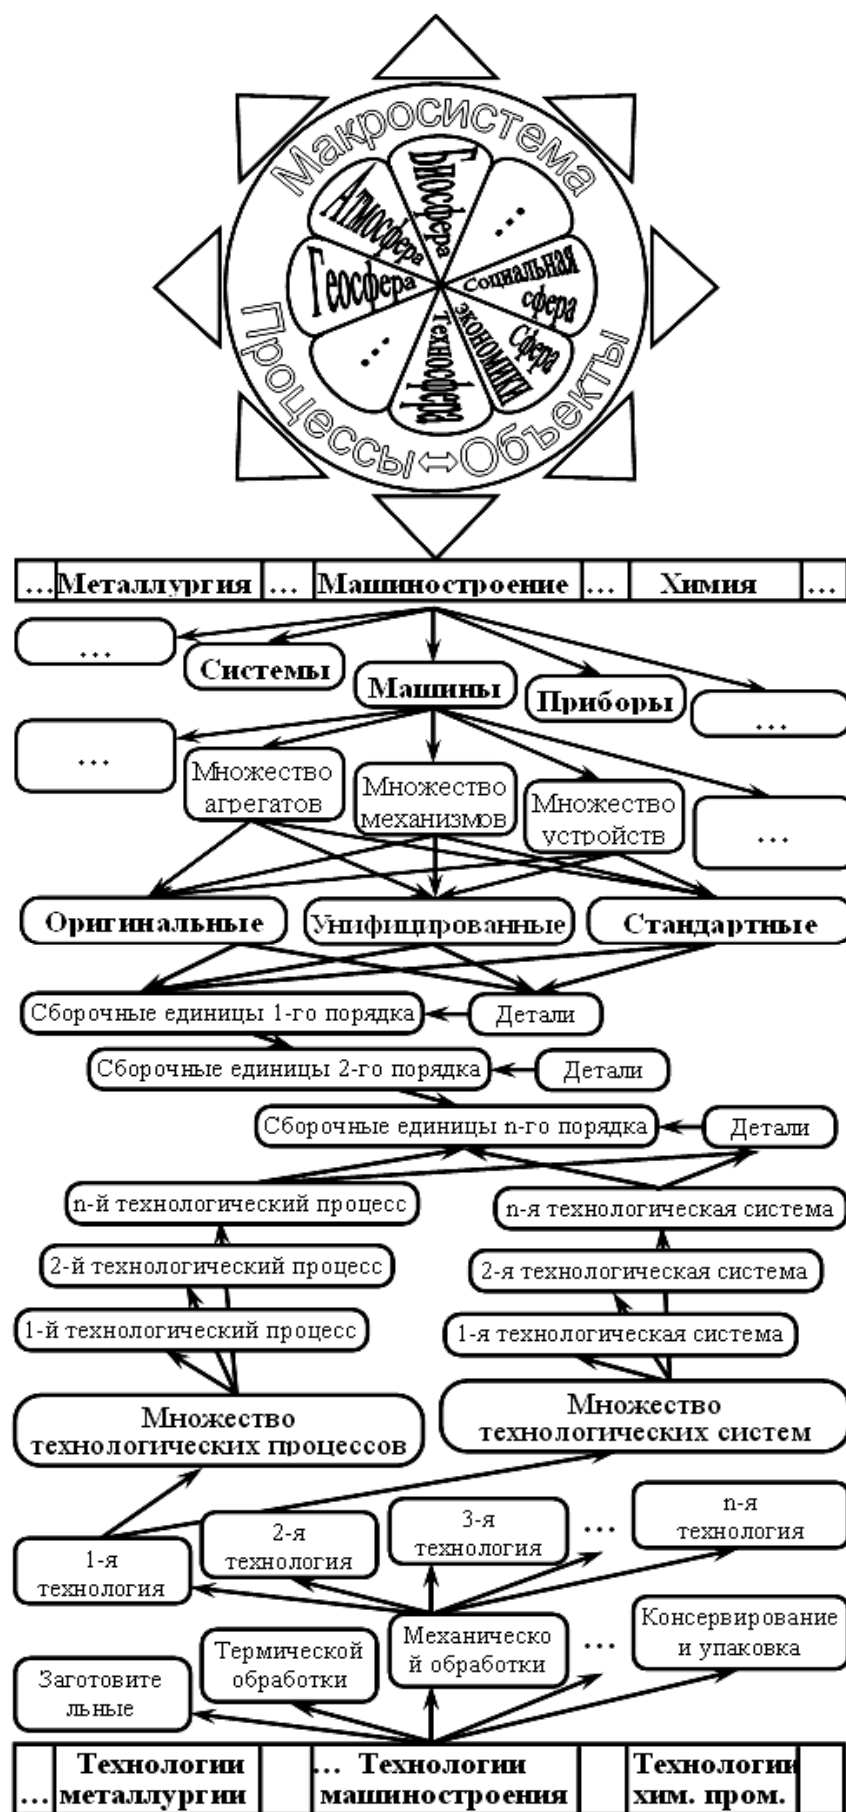 Макросистема
Биосфера
Атмосфера
...
Геосфера
Социальная
сфера
Сфера
экономики
Техносфера
...
Процессы ⇔ Объекты
... Металлургия ... Машиностроение ... Химия ...
...
Системы
Машины
Приборы
...
...
Множество
агрегатов
Множество
механизмов
Множество
устройств
...
Оригинальные
Унифицированные
Стандартные
Сборочные единицы 1-го порядка
Детали
Сборочные единицы 2-го порядка
Детали
Сборочные единицы n-го порядка
Детали
n-й технологический процесс
n-я технологическая система
2-й технологический процесс
2-я технологическая система
1-й технологический процесс
1-я технологическая система
Множество
технологических процессов
Множество
технологических систем
1-я
технология
2-я
технология
3-я
технология
...
n-я
технология
Заготовите
льные
Термической
обработки
Механическо
й обработки
...
Консервирование
и упаковка
...
Технологии
металлургии
...
Технологии
машиностроения
Технологии
хим. пром.